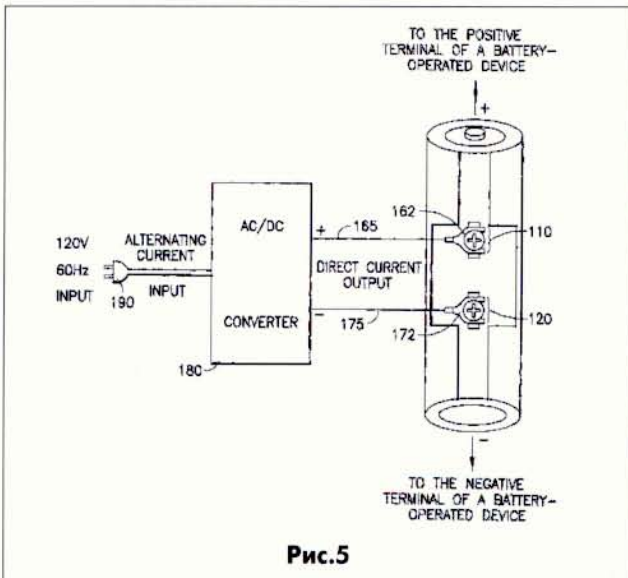 TO THE POSITIVE
TERMINAL OF A BATTERY-
OPERATED DEVICE
+
162
110
AC/DC
+
165
120V
ALTERNATING
CURRENT
60Hz
190
INPUT
INPUT
DIRECT CURRENT
OUTPUT
CONVERTER
-
175
172
120
180
-
TO THE NEGATIVE
TERMINAL OF A BATTERY-
OPERATED DEVICE
Рис.5